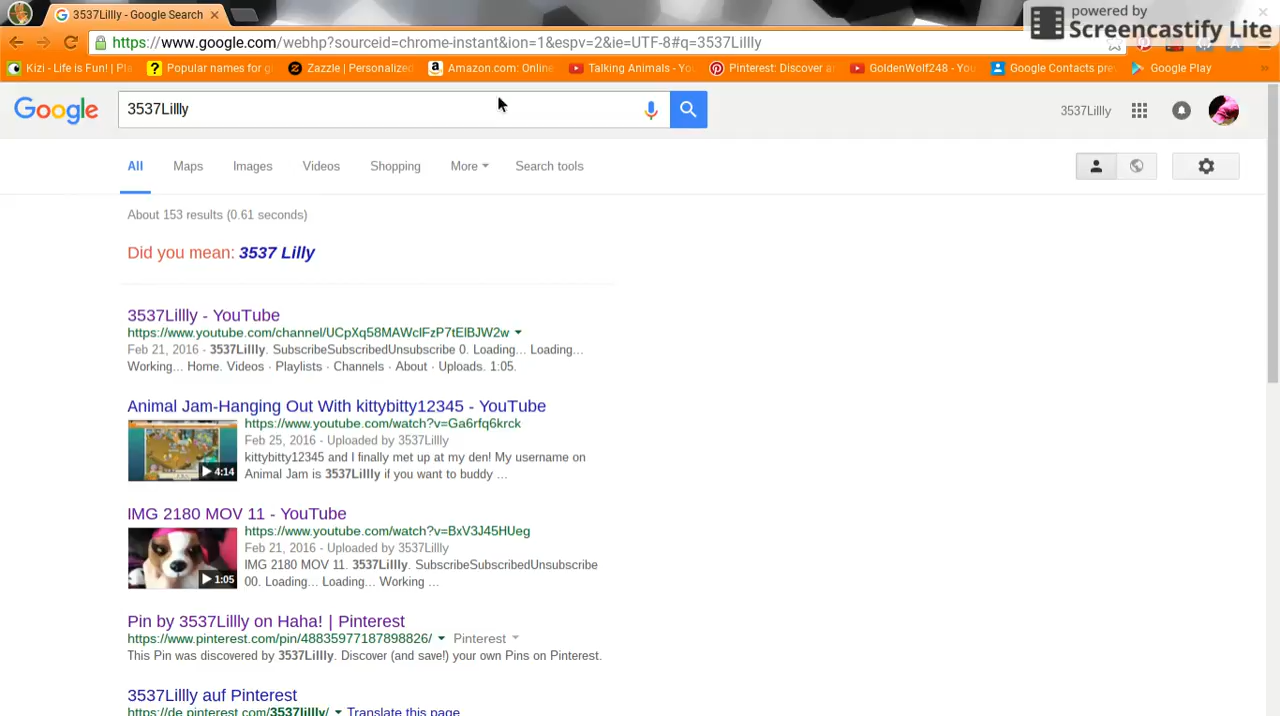 3537Lillly - Google Search
powered by
Screencastify Lite
https://www.google.com/webhp?sourceid=chrome-instant&ion=1&espv=2&ie=UTF-8#q=3537Lillly
Kizi - Life is Fun! | Pla
Popular names for g
Zazzle | Personalized
Amazon.com: Online
Talking Animals - Yo
Pinterest: Discover a
GoldenWolf248 - You
Google Contacts prev
Google Play
Google
3537Lillly
3537Lillly
All Maps Images Videos Shopping More Search tools
About 153 results (0.61 seconds)
Did you mean: 3537 Lilly
3537Lillly - YouTube
https://www.youtube.com/channel/UCpXq58MAWclFzP7tElBJW2w
Feb 21, 2016 - 3537Lillly. SubscribeSubscribedUnsubscribe 0. Loading... Loading...
Working... Home. Videos · Playlists · Channels · About · Uploads. 1:05.
Animal Jam-Hanging Out With kittybitty12345 - YouTube
https://www.youtube.com/watch?v=Ga6rfq6krck
Feb 25, 2016 - Uploaded by 3537Lillly
kittybitty12345 and I finally met up at my den! My username on
4:14
Animal Jam is 3537Lillly if you want to buddy ...
IMG 2180 MOV 11 - YouTube
https://www.youtube.com/watch?v=BxV3J45HUeg
Feb 21, 2016 - Uploaded by 3537Lillly
IMG 2180 MOV 11. 3537Lillly. SubscribeSubscribedUnsubscribe
1:05
00. Loading... Loading... Working ...
Pin by 3537Lillly on Haha! | Pinterest
https://www.pinterest.com/pin/48835977187898826/ Pinterest
This Pin was discovered by 3537Lillly. Discover (and save!) your own Pins on Pinterest.
3537Lillly auf Pinterest
https://de.pinterest.com/3537lillly/ Translate this page